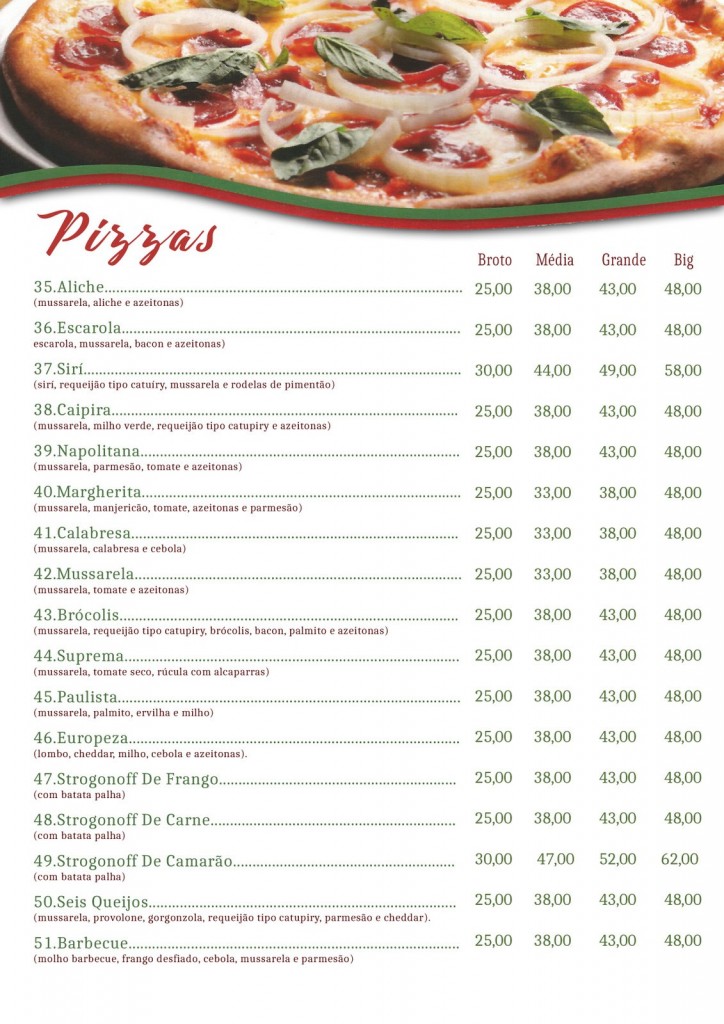 Pizzas
Broto Média Grande Big
35.Aliche 25,00 38,00 43,00 48,00
(mussarela, aliche e azeitonas)
36.Escarola 25,00 38,00 43,00 48,00
escarola, mussarela, bacon e azeitonas)
37.Sirí 30,00 44,00 49,00 58,00
(sirí, requeijão tipo catuíry, mussarela e rodelas de pimentão)
38.Caipira 25,00 38,00 43,00 48,00
(mussarela, milho verde, requeijão tipo catupiry e azeitonas)
39.Napolitana 25,00 38,00 43,00 48,00
(mussarela, parmesão, tomate e azeitonas)
40.Margherita 25,00 33,00 38,00 48,00
(mussarela, manjericão, tomate, azeitonas e parmesão)
41.Calabresa 25,00 33,00 38,00 48,00
(mussarela, calabresa e cebola)
42.Mussarela 25,00 33,00 38,00 48,00
(mussarela, tomate e azeitonas)
43.Brócolis 25,00 38,00 43,00 48,00
(mussarela, requeijão tipo catupiry, brócolis, bacon, palmito e azeitonas)
44.Suprema 25,00 38,00 43,00 48,00
(mussarela, tomate seco, rúcula com alcaparras)
45.Paulista 25,00 38,00 43,00 48,00
(mussarela, palmito, ervilha e milho)
46.Europeza 25,00 38,00 43,00 48,00
(lombo, cheddar, milho, cebola e azeitonas).
47.Strogonoff De Frango 25,00 38,00 43,00 48,00
(com batata palha)
48.Strogonoff De Carne 25,00 38,00 43,00 48,00
(com batata palha)
49.Strogonoff De Camarão 30,00 47,00 52,00 62,00
(com batata palha)
50.Seis Queijos 25,00 38,00 43,00 48,00
(mussarela, provolone, gorgonzola, requeijão tipo catupiry, parmesão e cheddar).
51.Barbecue 25,00 38,00 43,00 48,00
(molho barbecue, frango desfiado, cebola, mussarela e parmesão)